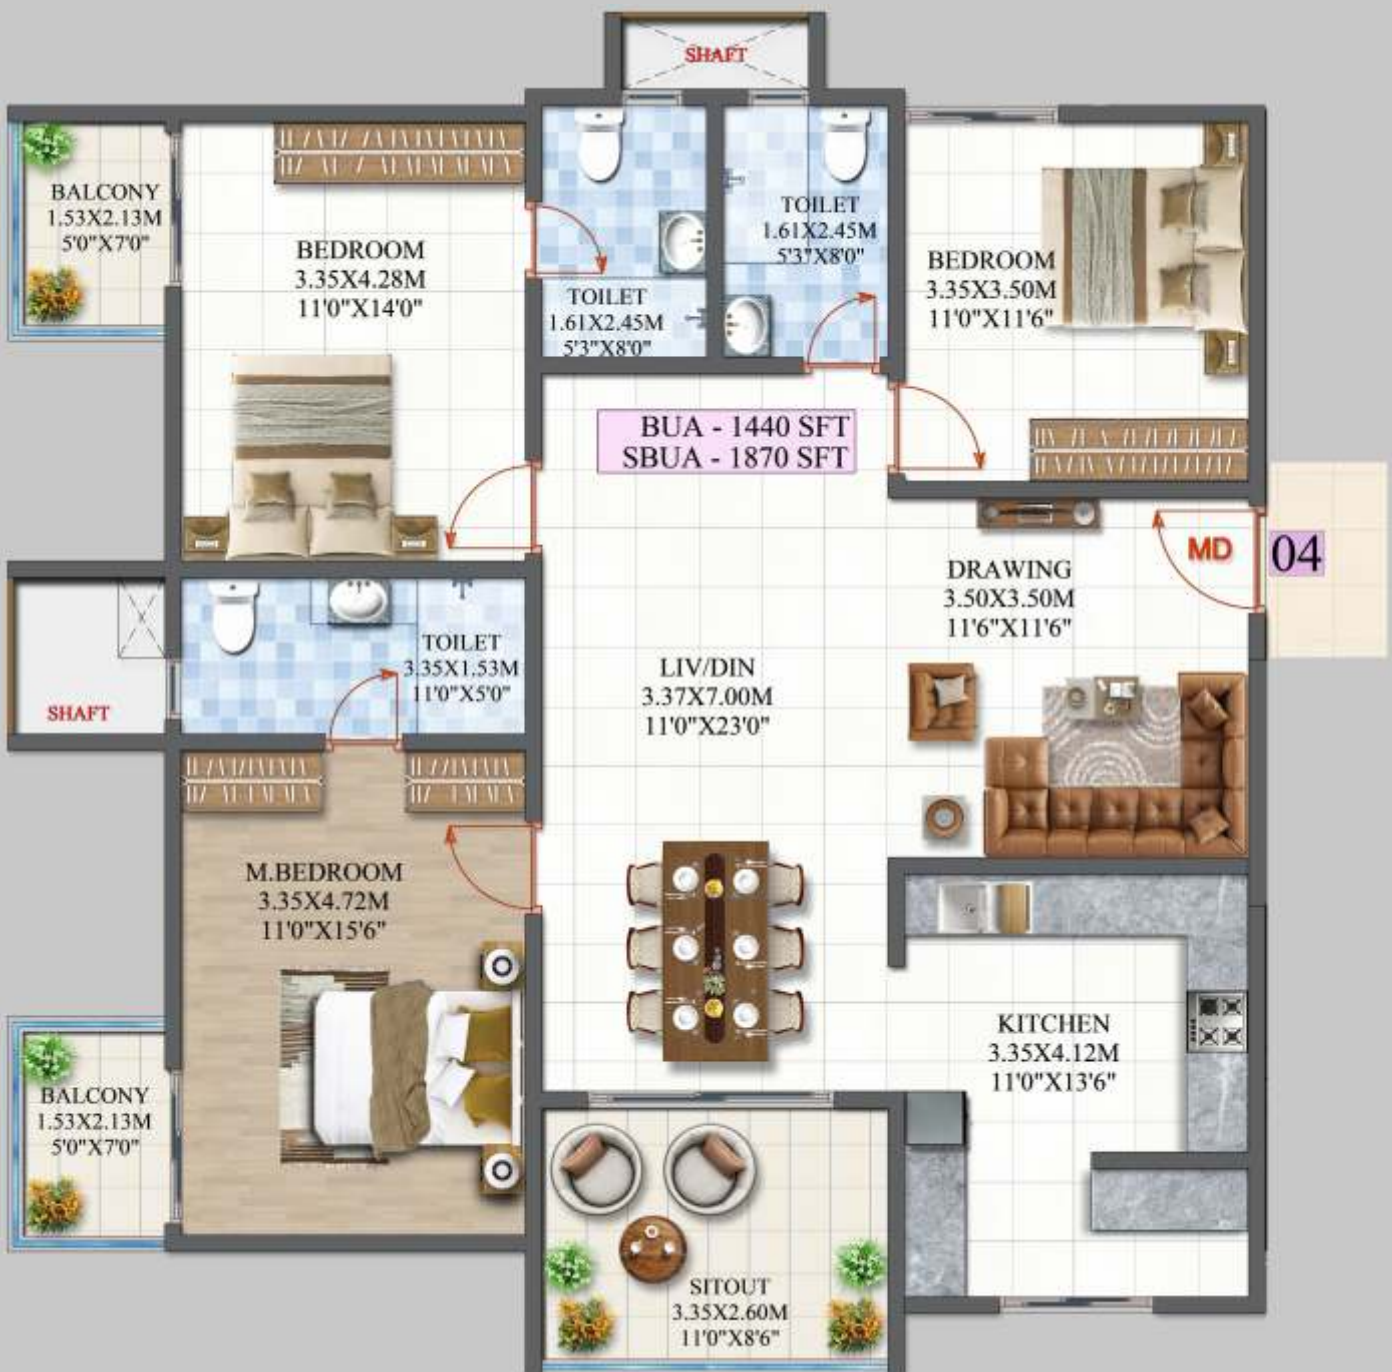 SHAFT
BALCONY
1.53X2.13M
5'0"X7'0"
BEDROOM
3.35X4.28M
11'0"X14'0"
TOILET
1.61X2.45M
5'3"X8'0"
TOILET
1.61X2.45M
5'3"X8'0"
BEDROOM
3.35X3.50M
11'0"X11'6"
BUA - 1440 SFT
SBUA - 1870 SFT
MD
04
DRAWING
3.50X3.50M
11'6"X11'6"
TOILET
3.35X1.53M
11'0"X5'0"
SHAFT
LIV/DIN
3.37X7.00M
11'0"X23'0"
M.BEDROOM
3.35X4.72M
11'0"X15'6"
KITCHEN
3.35X4.12M
11'0"X13'6"
BALCONY
1.53X2.13M
5'0"X7'0"
SITOUT
3.35X2.60M
11'0"X8'6"